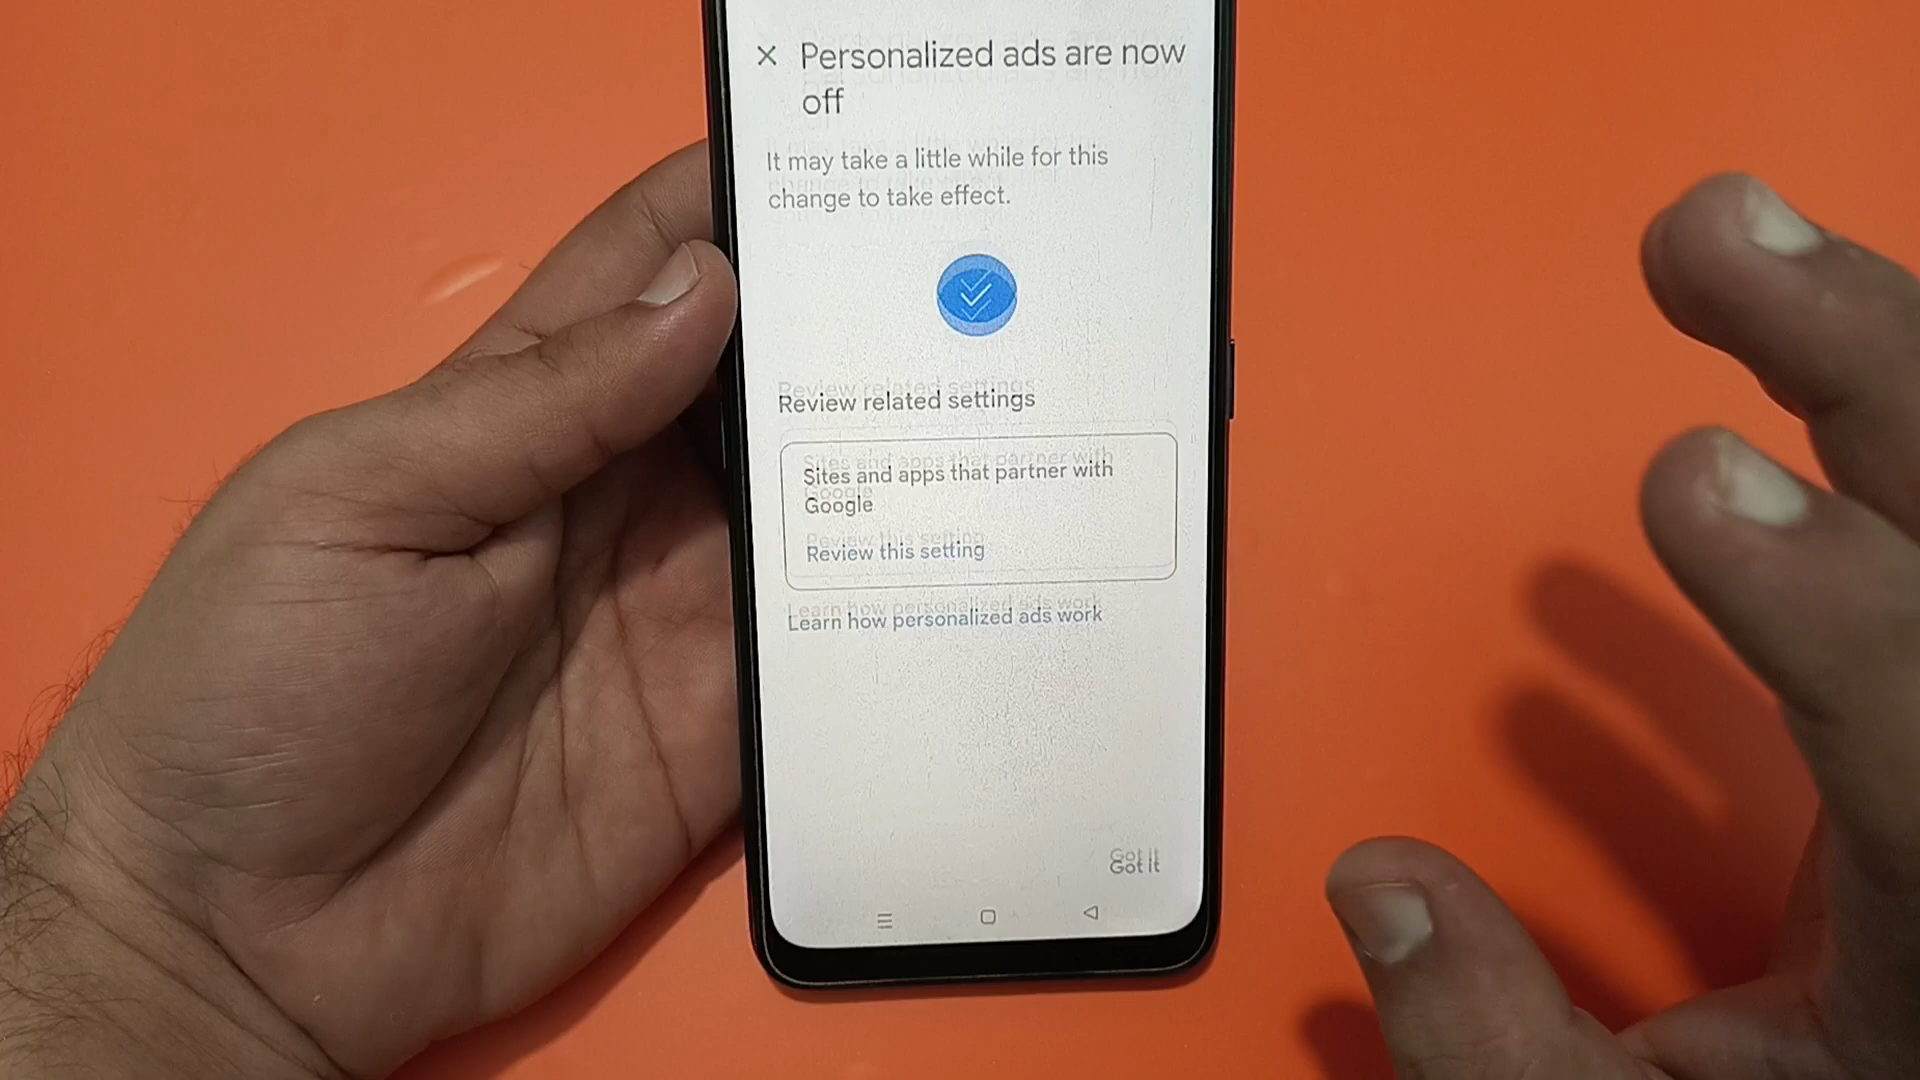 Personalized ads are now
off
It may take a little while for this
change to take effect.
Review related settings
Sites and apps that partner with
Google
Review this setting
Learn how personalized ads work
Got it